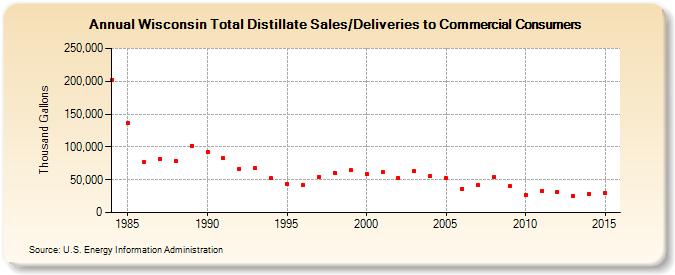 Annual Wisconsin Total Distillate Sales/Deliveries to Commercial Consumers
Thousand Gallons
250,000
200,000
150,000
100,000
50,000
0
1985 1990 1995 2000 2005 2010 2015
Source: U.S. Energy Information Administration